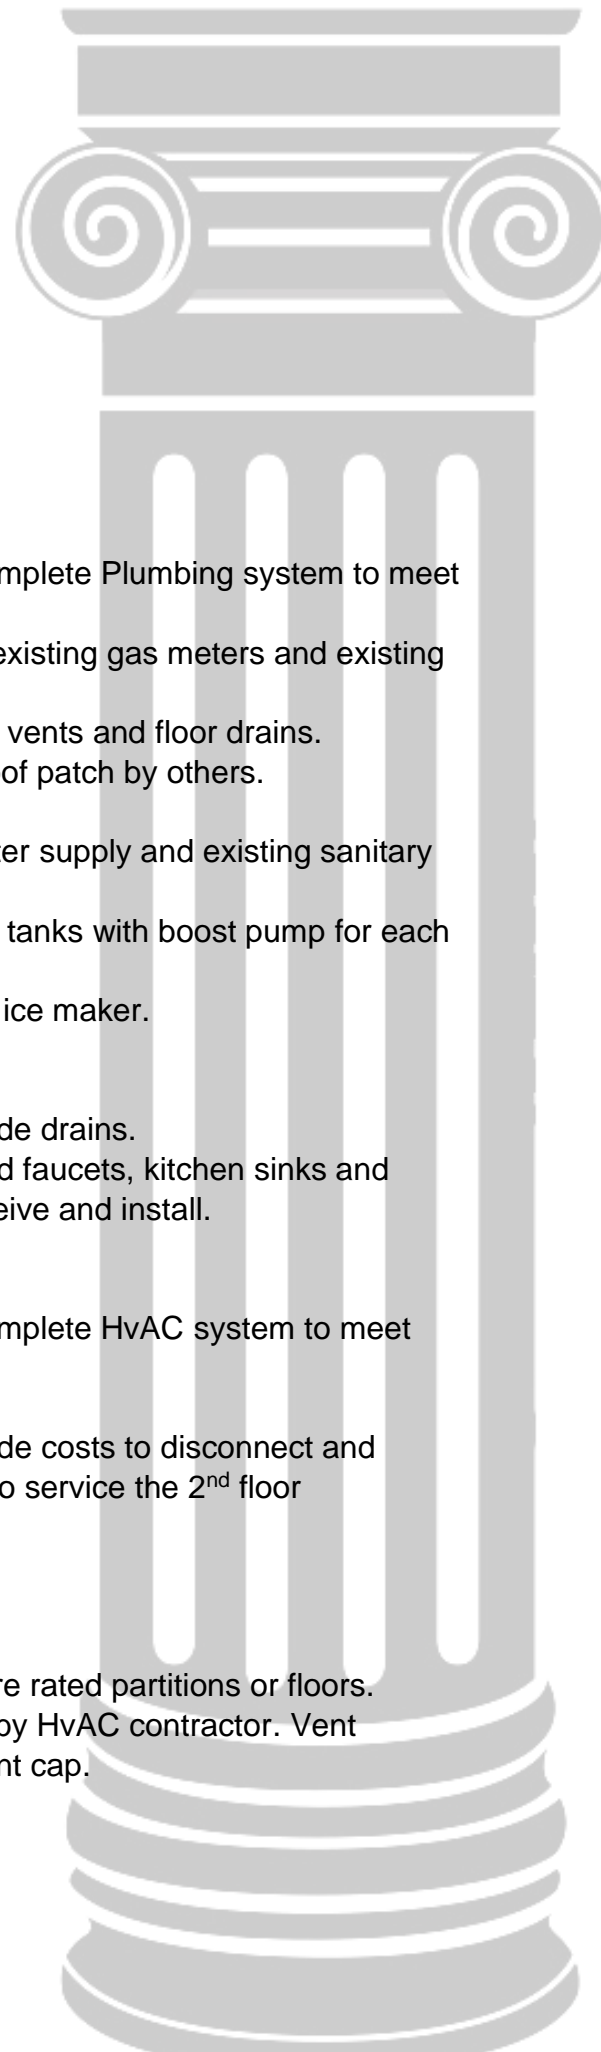 mplete Plumbing system to meet
existing gas meters and existing
vents and floor drains.
of patch by others.
ter supply and existing sanitary
tanks with boost pump for each
ice maker.
de drains.
d faucets, kitchen sinks and
eive and install.
mplete HvAC system to meet
de costs to disconnect and
o service the 2nd floor
re rated partitions or floors.
by HvAC contractor. Vent
nt cap.